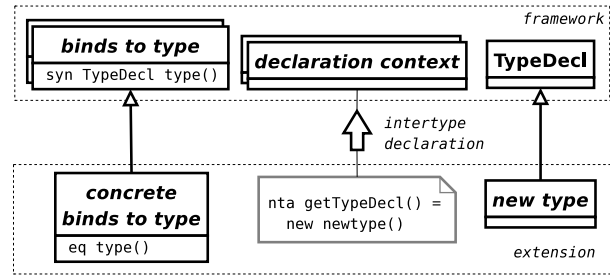 framework
binds to type
syn TypeDecl type()
declaration context
TypeDecl
intertype
declaration
concrete
binds to type
eq type()
nta getTypeDecl() =
new newtype()
new type
extension